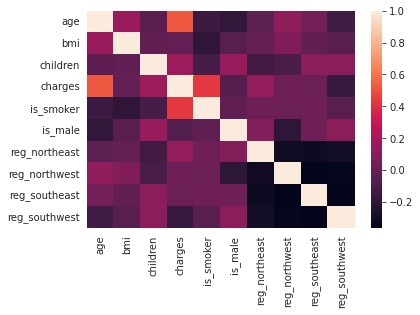 age
bmi
children
charges
is_smoker
is_male
reg_northeast
reg_northwest
reg_southeast
reg_southwest
age
bmi
children
charges
is_smoker
is_male
reg_northeast
reg_northwest
reg_southeast
reg_southwest
1.0
0.8
0.6
0.4
0.2
0.0
−0.2